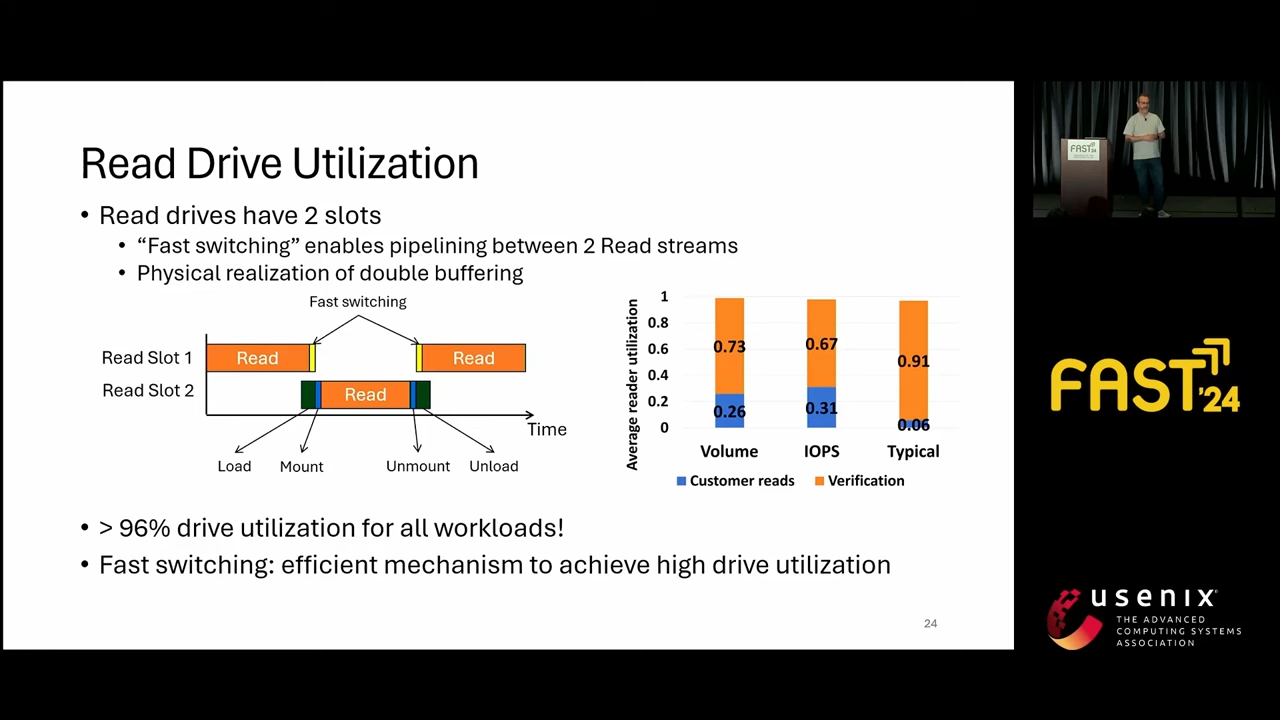 Read Drive Utilization
• Read drives have 2 slots
• “Fast switching” enables pipelining between 2 Read streams
• Physical realization of double buffering
Fast switching
Read Slot 1
Read
Read
Read Slot 2
Read
Time
Load
Mount
Unmount
Unload
Average reader utilization
1
0.8
0.6
0.4
0.2
0
0.73
0.67
0.91
0.26
0.31
0.06
Volume
IOPS
Typical
Customer reads
Verification
• > 96% drive utilization for all workloads!
• Fast switching: efficient mechanism to achieve high drive utilization
24
FAST'24
FAST '24
usenix
THE ADVANCED
COMPUTING SYSTEMS
ASSOCIATION